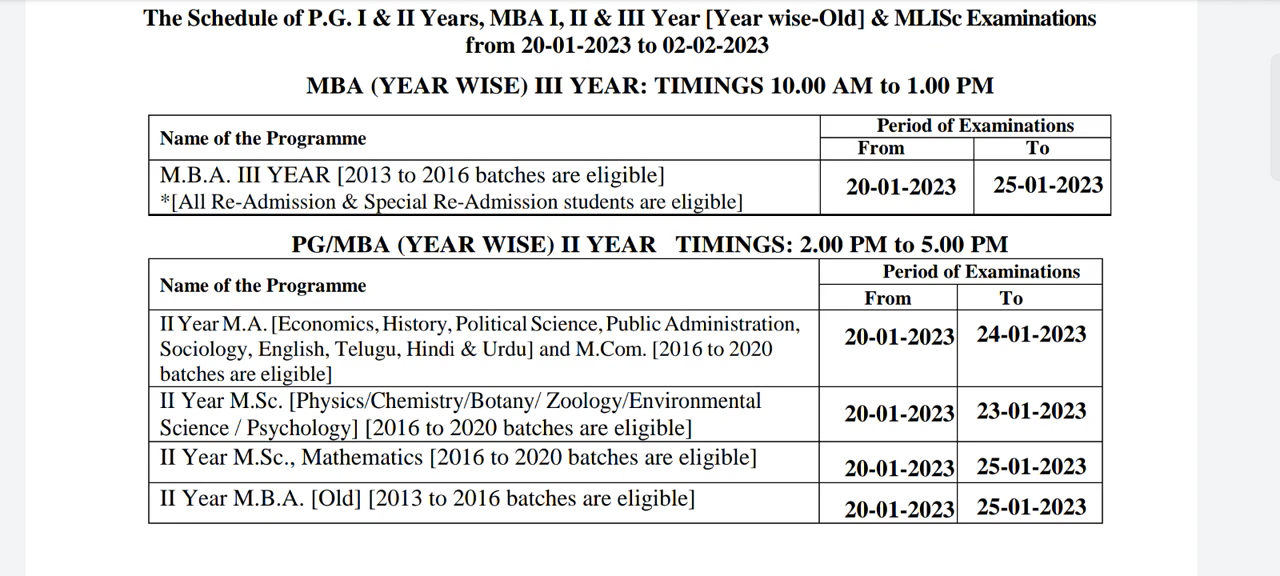 The Schedule of P.G. I & II Years, MBA I, II & III Year [Year wise-Old] & MLISc Examinations
from 20-01-2023 to 02-02-2023
MBA (YEAR WISE) III YEAR: TIMINGS 10.00 AM to 1.00 PM
Name of the Programme
Period of Examinations
From To
M.B.A. III YEAR [2013 to 2016 batches are eligible]
*[All Re-Admission & Special Re-Admission students are eligible]
20-01-2023 25-01-2023
PG/MBA (YEAR WISE) II YEAR TIMINGS: 2.00 PM to 5.00 PM
Name of the Programme
Period of Examinations
From To
II Year M.A. [Economics, History, Political Science, Public Administration,
Sociology, English, Telugu, Hindi & Urdu] and M.Com. [2016 to 2020
batches are eligible]
20-01-2023 24-01-2023
II Year M.Sc. [Physics/Chemistry/Botany/ Zoology/Environmental
Science / Psychology] [2016 to 2020 batches are eligible]
20-01-2023 23-01-2023
II Year M.Sc., Mathematics [2016 to 2020 batches are eligible]
20-01-2023 25-01-2023
II Year M.B.A. [Old] [2013 to 2016 batches are eligible]
20-01-2023 25-01-2023